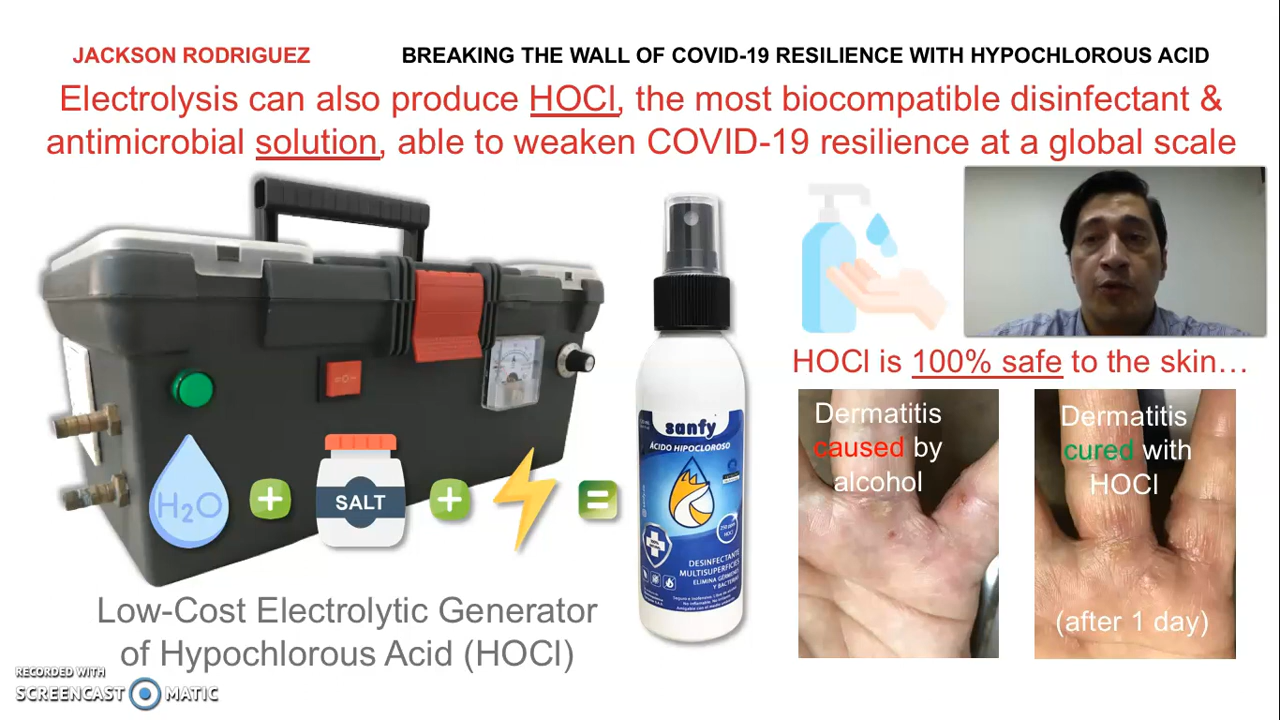 JACKSON RODRIGUEZ
BREAKING THE WALL OF COVID-19 RESILIENCE WITH HYPOCHLOROUS ACID
Electrolysis can also produce HOCl, the most biocompatible disinfectant &
antimicrobial solution, able to weaken COVID-19 resilience at a global scale
HOCl is 100% safe to the skin…
H₂O
SALT
sanfy
ÁCIDO HIPOCLOROSO
250 ppm
HOCl
DESINFECTANTE
MULTISUPERFICIES
ELIMINA GÉRMENES
Y BACTERIAS
Dermatitis
caused by
alcohol
Dermatitis
cured with
HOCl
(after 1 day)
Low-Cost Electrolytic Generator
of Hypochlorous Acid (HOCl)
RECORDED WITH
SCREENCAST MATIC